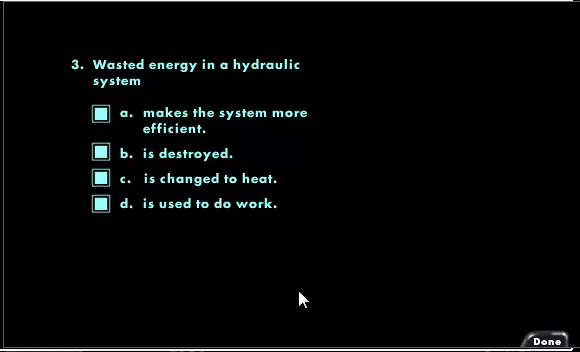 3. Wasted energy in a hydraulic
system
a. makes the system more
efficient.
b. is destroyed.
c. is changed to heat.
d. is used to do work.
Done